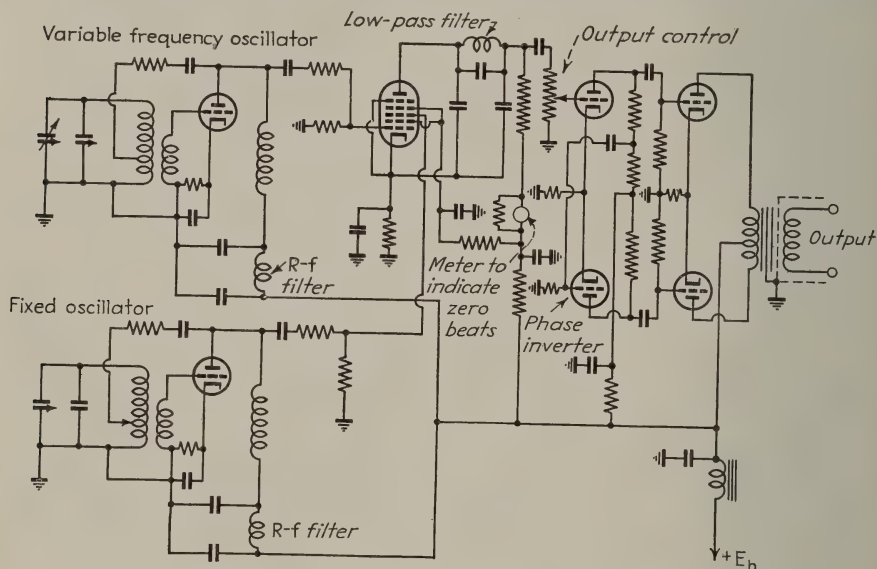 Variable frequency oscillator
Low-pass filter
Output control
R-f
filter
Meter to
indicate
zero
beats
Phase
inverter
Output
Fixed oscillator
R-f filter
+E_b